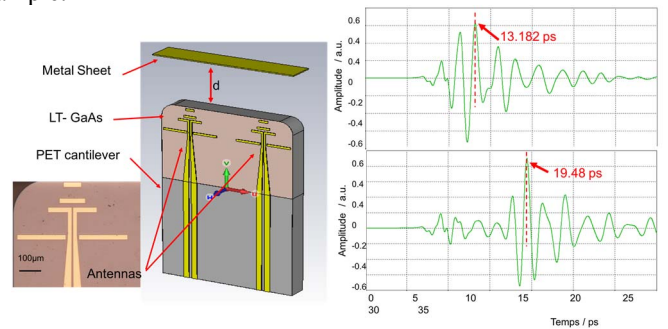 Metal Sheet
d
LT- GaAs
PET cantilever
Antennas
100µm
Amplitude / a.u.
0.6
0.4
0.2
0
-0.2
-0.4
-0.6
13.182 ps
Amplitude / a.u.
0.6
0.4
0.2
0
-0.2
-0.4
-0.6
19.48 ps
0 5 10 15 20 25
30 35
Temps / ps